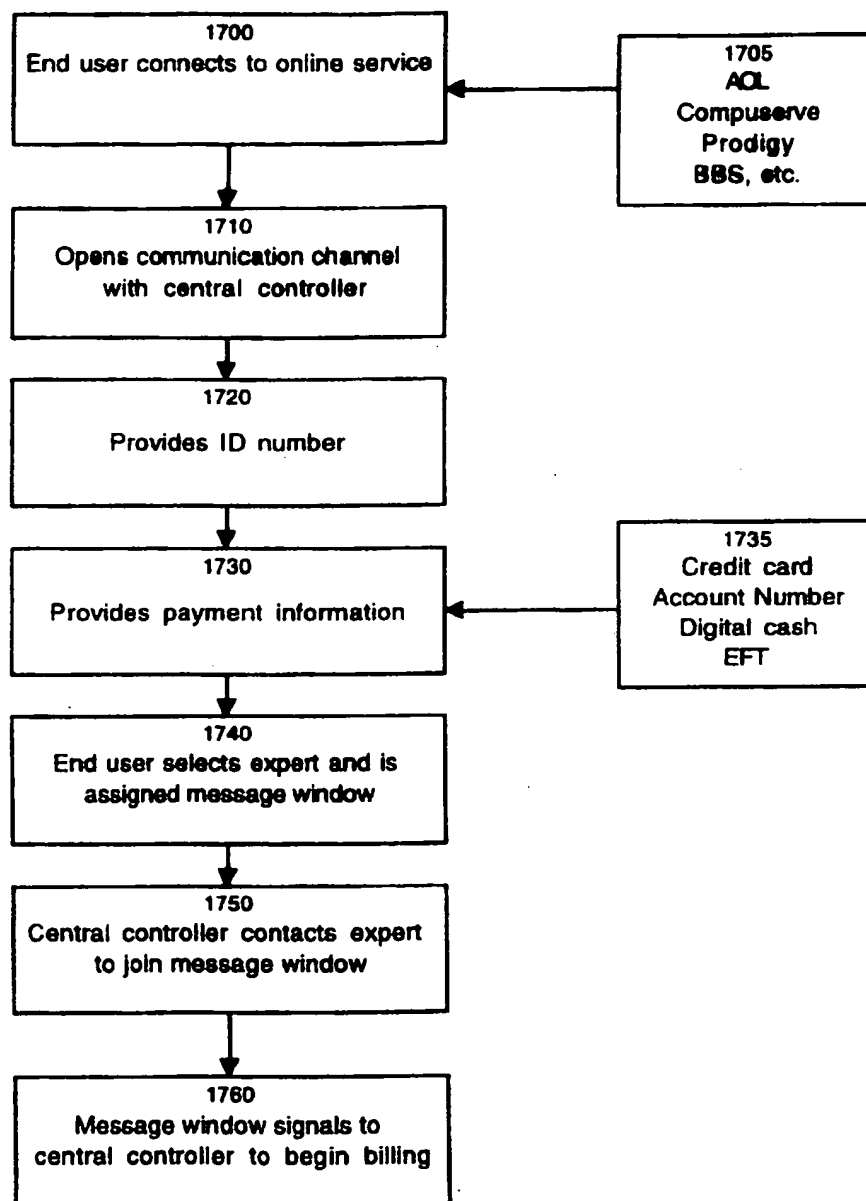 1700
End user connects to online service
1705
AOL
Compuserve
Prodigy
BBS, etc.
1710
Opens communication channel
with central controller
1720
Provides ID number
1730
Provides payment information
1735
Credit card
Account Number
Digital cash
EFT
1740
End user selects expert and is
assigned message window
1750
Central controller contacts expert
to join message window
1760
Message window signals to
central controller to begin billing